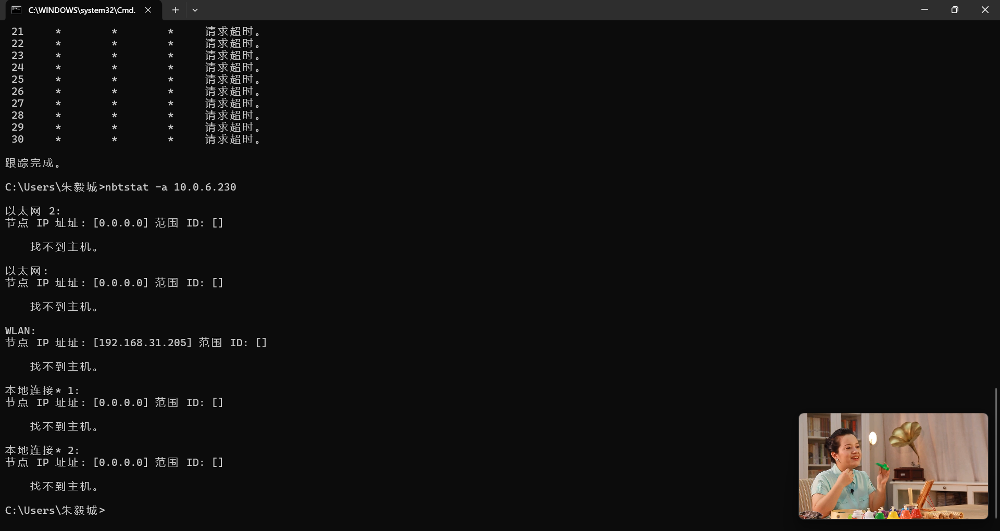 C:\WINDOWS\system32\Cmd.
21 * * * 请求超时。
22 * * * 请求超时。
23 * * * 请求超时。
24 * * * 请求超时。
25 * * * 请求超时。
26 * * * 请求超时。
27 * * * 请求超时。
28 * * * 请求超时。
29 * * * 请求超时。
30 * * * 请求超时。
跟踪完成。
C:\Users\朱毅城>nbtstat -a 10.0.6.230
以太网 2:
节点 IP 址址: [0.0.0.0] 范围 ID: []
找不到主机。
以太网:
节点 IP 址址: [0.0.0.0] 范围 ID: []
找不到主机。
WLAN:
节点 IP 址址: [192.168.31.205] 范围 ID: []
找不到主机。
本地连接* 1:
节点 IP 址址: [0.0.0.0] 范围 ID: []
找不到主机。
本地连接* 2:
节点 IP 址址: [0.0.0.0] 范围 ID: []
找不到主机。
C:\Users\朱毅城>